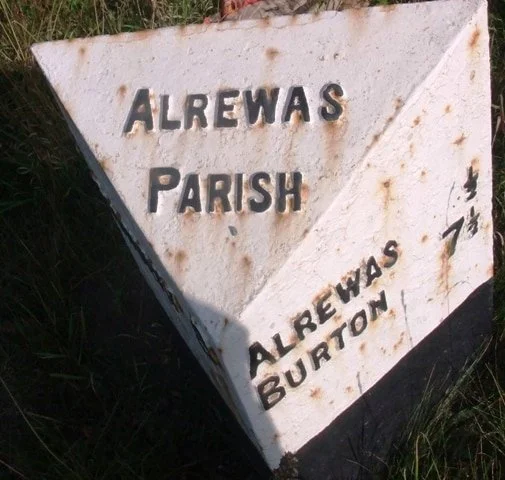 ALREWAS
PARISH
ALREWAS ½
BURTON 7½